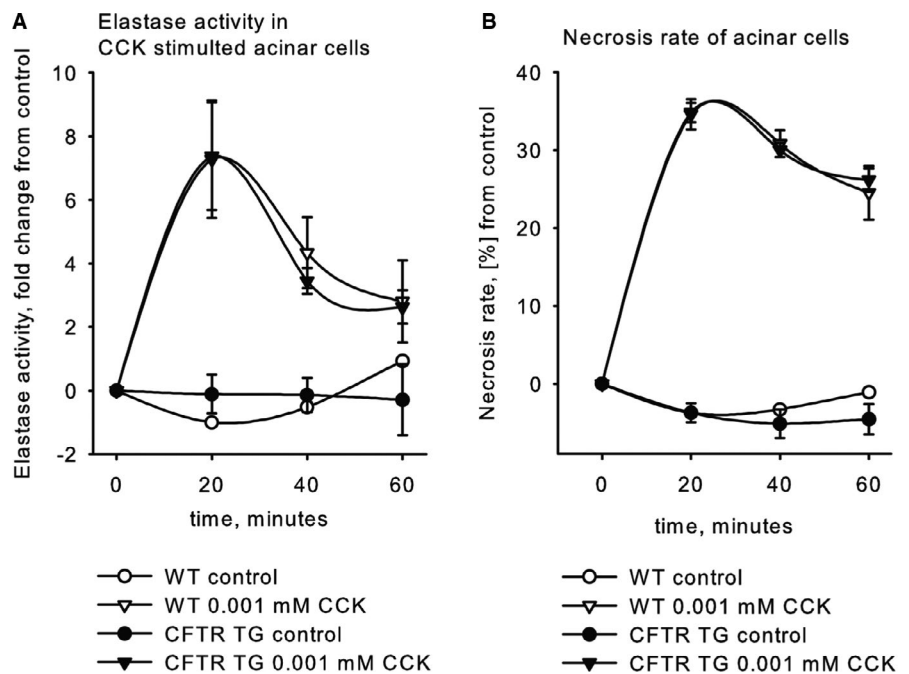 A
Elastase activity in
CCK stimulted acinar cells
Elastase activity, fold change from control
10
8
6
4
2
0
-2
0 20 40 60
time, minutes
WT control
WT 0.001 mM CCK
CFTR TG control
CFTR TG 0.001 mM CCK
B
Necrosis rate of acinar cells
Necrosis rate, [%] from control
40
30
20
10
0
0 20 40 60
time, minutes
WT control
WT 0.001 mM CCK
CFTR TG control
CFTR TG 0.001 mM CCK